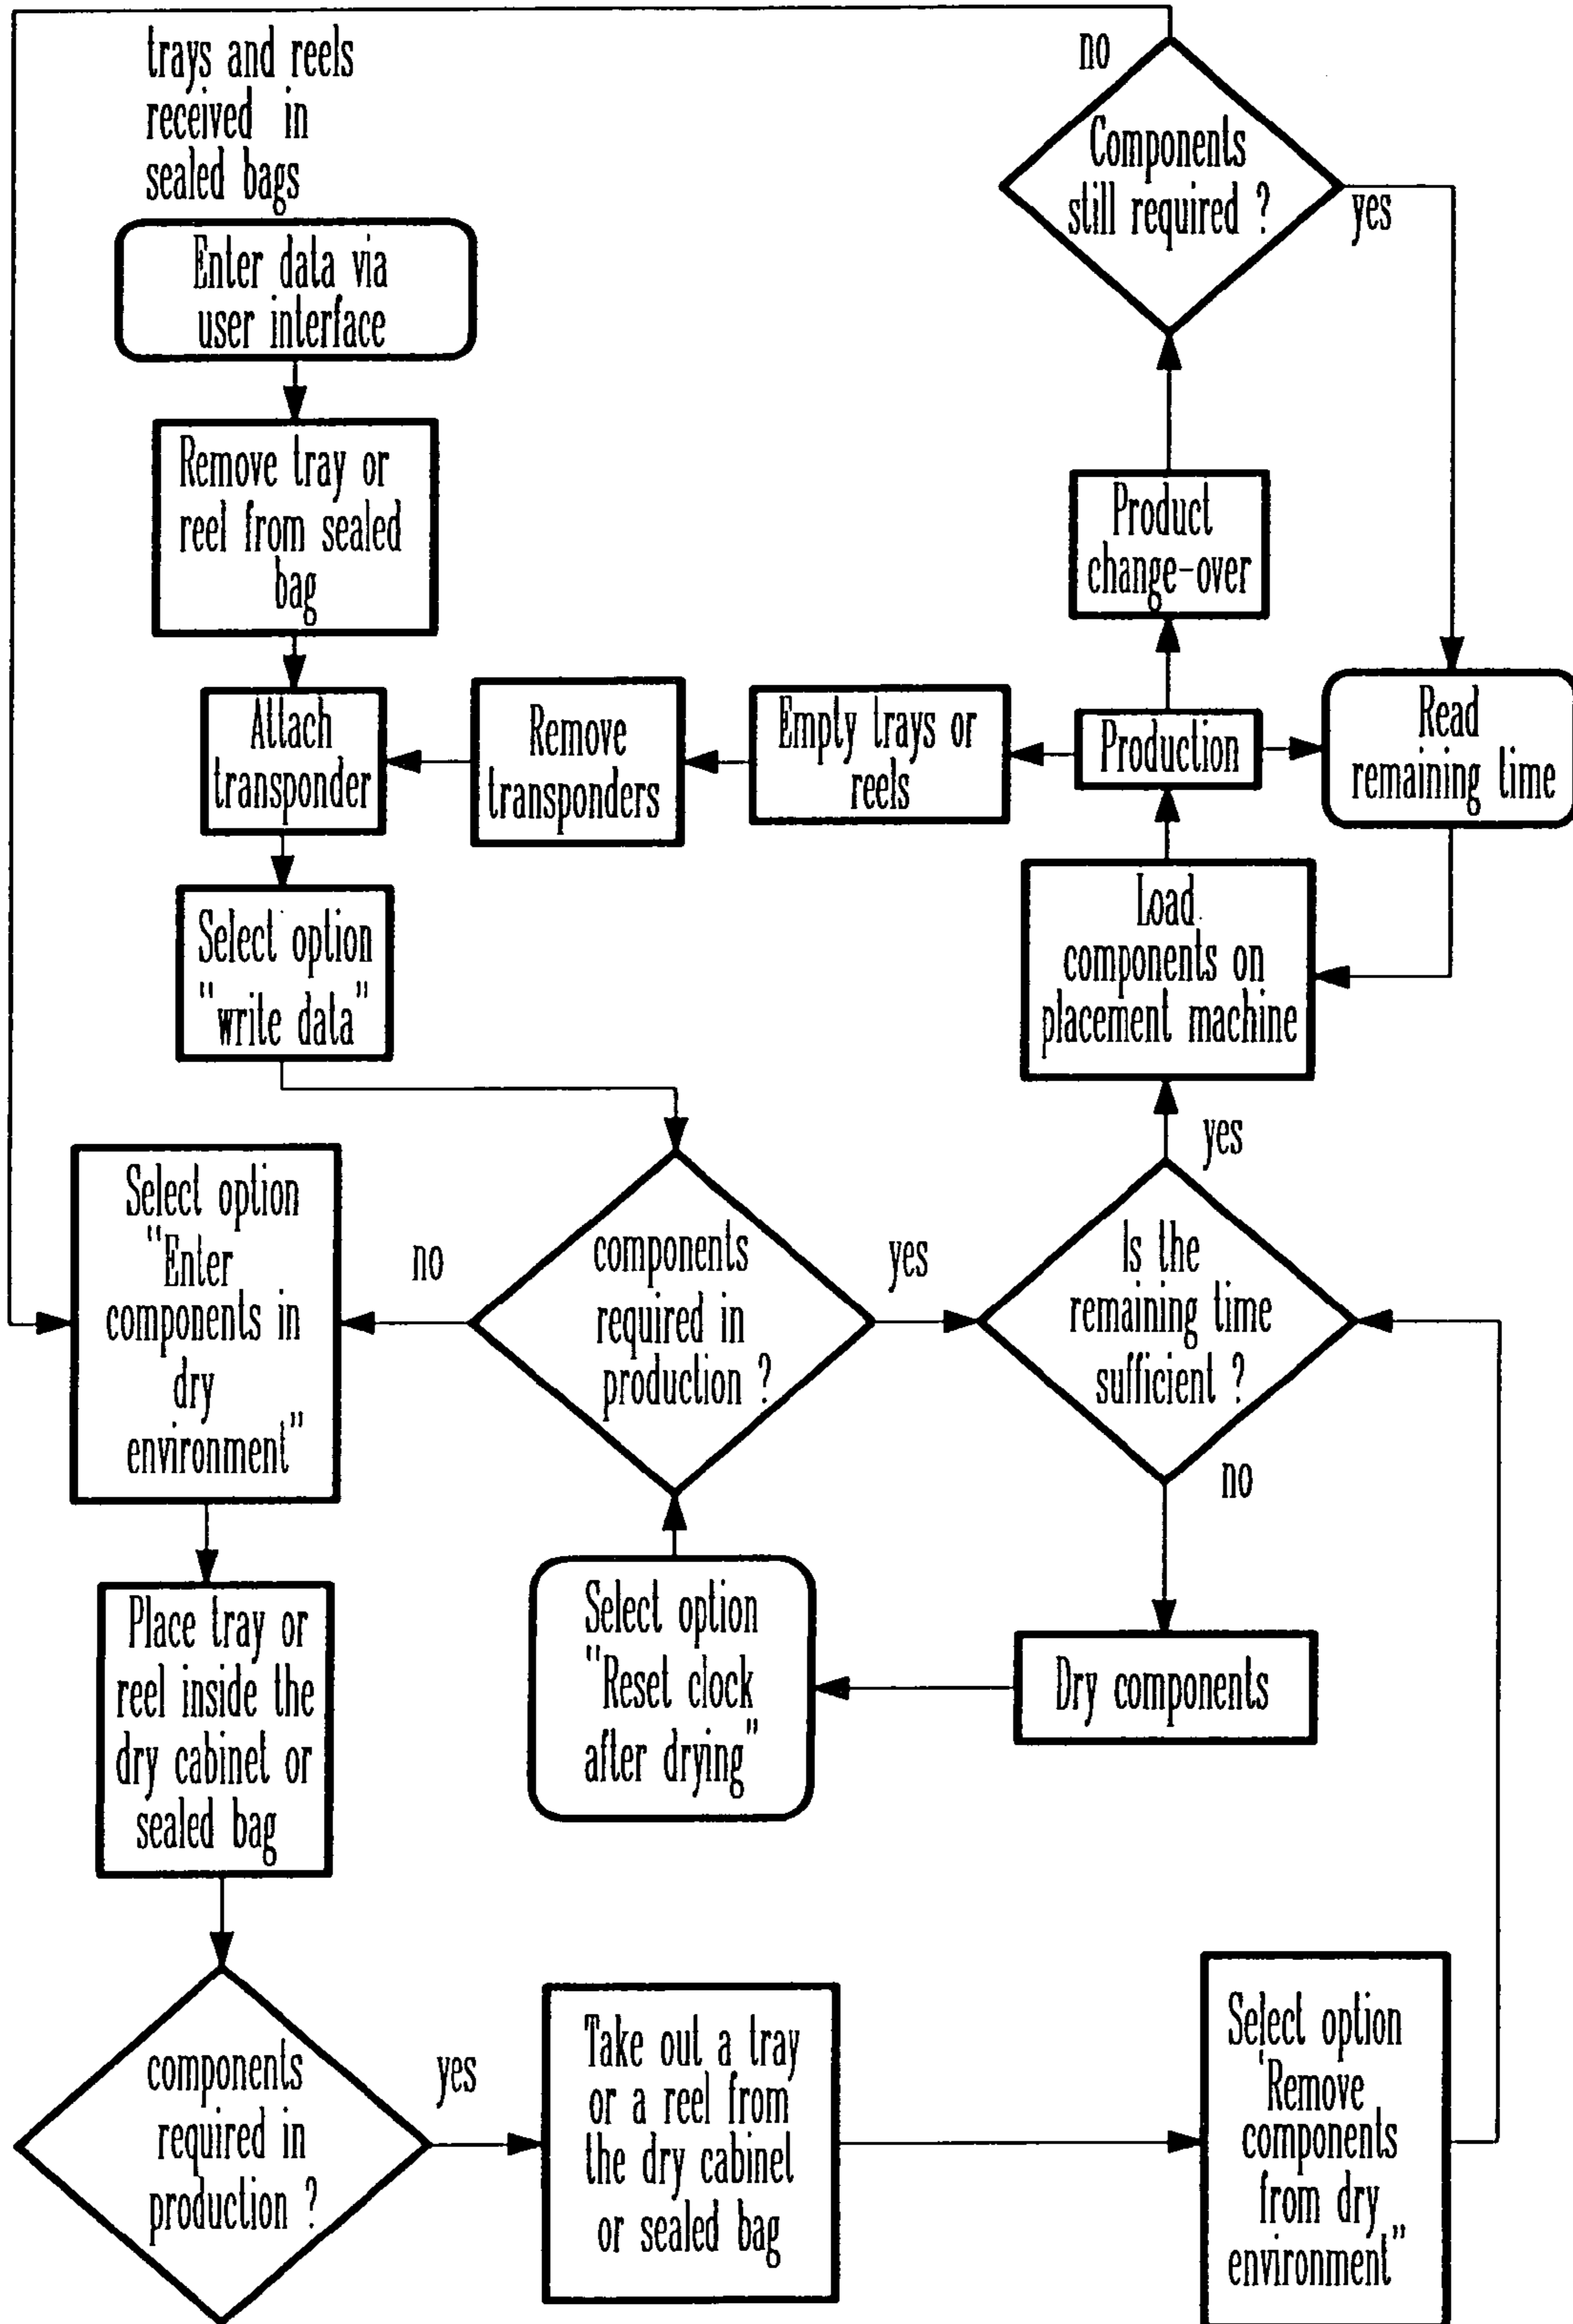 trays and reels
received in
sealed bags
Enter data via
user interface
Remove tray or
reel from sealed
bag
Attach
transponder
Remove
transponders
Empty trays or
reels
Production
Product
change-over
no
Components
still required ?
yes
Read
remaining time
Select option
"write data"
Load
components on
placement machine
yes
Select option
"Enter
components in
dry
environment"
no
components
required in
production ?
yes
Is the
remaining time
sufficient ?
no
Place tray or
reel inside the
dry cabinet or
sealed bag
Select option
"Reset clock
after drying"
Dry components
components
required in
production ?
yes
Take out a tray
or a reel from
the dry cabinet
or sealed bag
Select option
'Remove
components
from dry
environment"